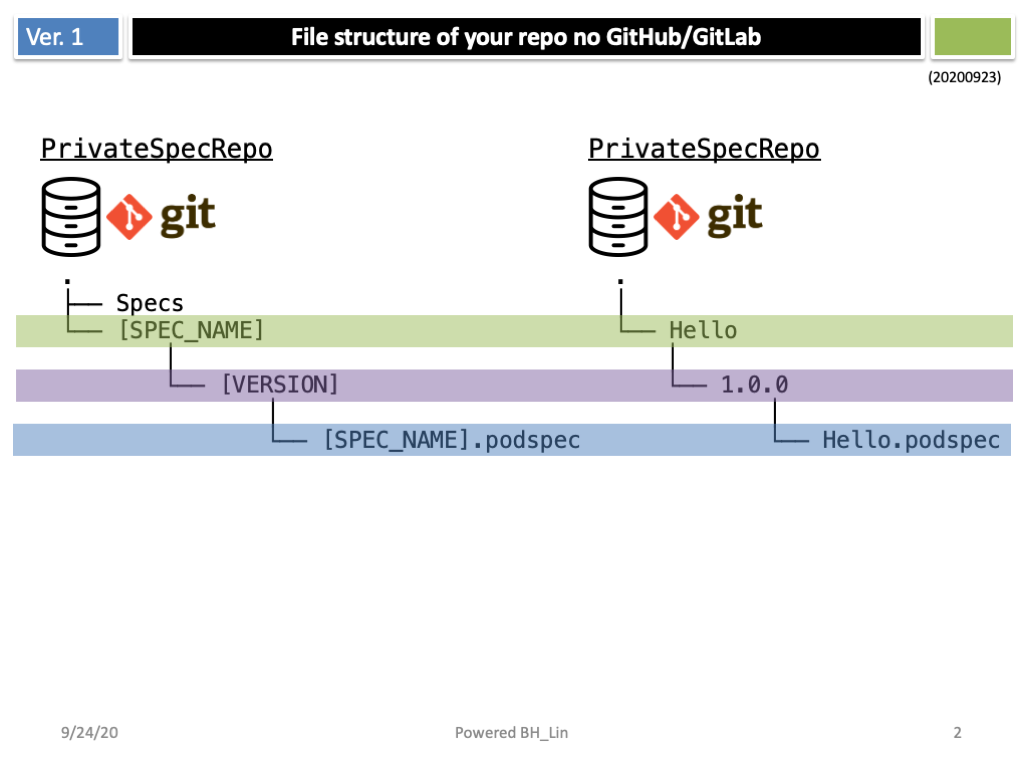 Ver. 1
File structure of your repo no GitHub/GitLab
(20200923)
PrivateSpecRepo
git
.
├── Specs
└── [SPEC_NAME]
└── [VERSION]
└── [SPEC_NAME].podspec
PrivateSpecRepo
git
.
└── Hello
└── 1.0.0
└── Hello.podspec
9/24/20
Powered BH_Lin
2